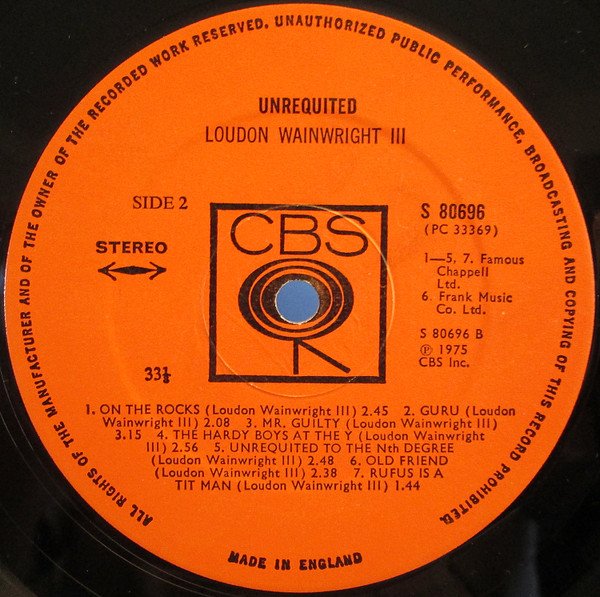 ALL RIGHTS OF THE MANUFACTURER AND OF THE OWNER OF THE RECORDED WORK RESERVED. UNAUTHORIZED PUBLIC PERFORMANCE, BROADCASTING AND COPYING OF THIS RECORD PROHIBITED.
UNREQUITED
LOUDON WAINWRIGHT III
SIDE 2
STEREO
33⅓
CBS
S 80696
(PC 33369)
1—5, 7. Famous
Chappell
Ltd.
6. Frank Music
Co. Ltd.
S 80696 B
℗ 1975
CBS Inc.
1. ON THE ROCKS (Loudon Wainwright III) 2.45 2. GURU (Loudon
Wainwright III) 2.08 3. MR. GUILTY (Loudon Wainwright III)
3.15 4. THE HARDY BOYS AT THE Y (Loudon Wainwright
III) 2.56 5. UNREQUITED TO THE Nth DEGREE
(Loudon Wainwright III) 2.48 6. OLD FRIEND
(Loudon Wainwright III) 2.38 7. RUFUS IS A
TIT MAN (Loudon Wainwright III) 1.44
MADE IN ENGLAND